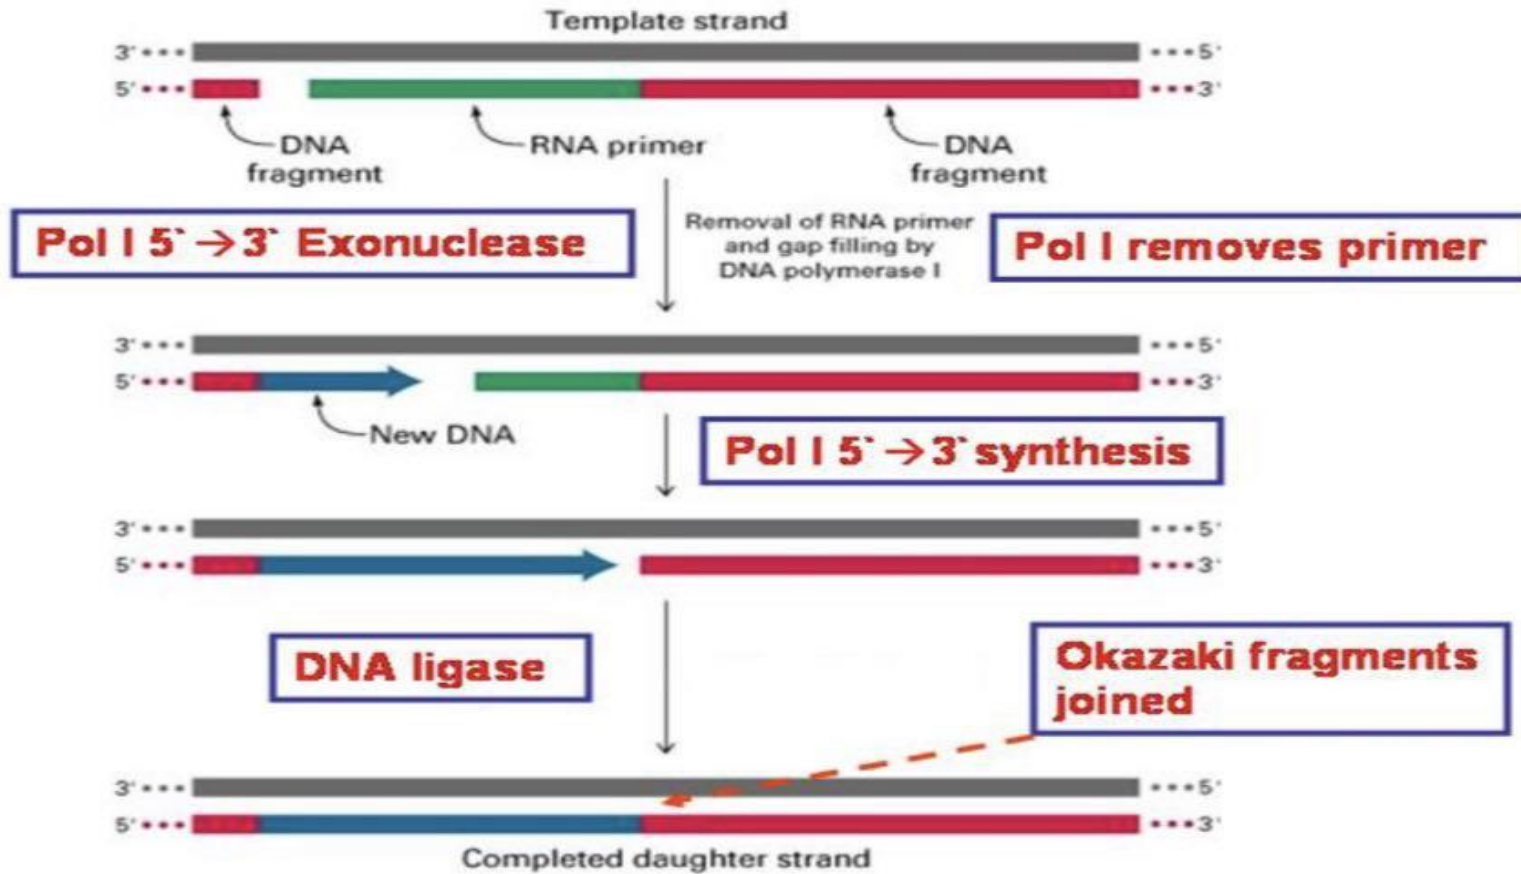 Template strand
3' ••• ••• 5'
5' ••• ••• 3'
DNA
fragment
RNA primer
DNA
fragment
Pol I 5` → 3` Exonuclease
Removal of RNA primer
and gap filling by
DNA polymerase I
Pol I removes primer
3' ••• ••• 5'
5' ••• ••• 3'
New DNA
Pol I 5` → 3` synthesis
3' ••• ••• 5'
5' ••• ••• 3'
DNA ligase
Okazaki fragments
joined
3' ••• ••• 5'
5' ••• ••• 3'
Completed daughter strand